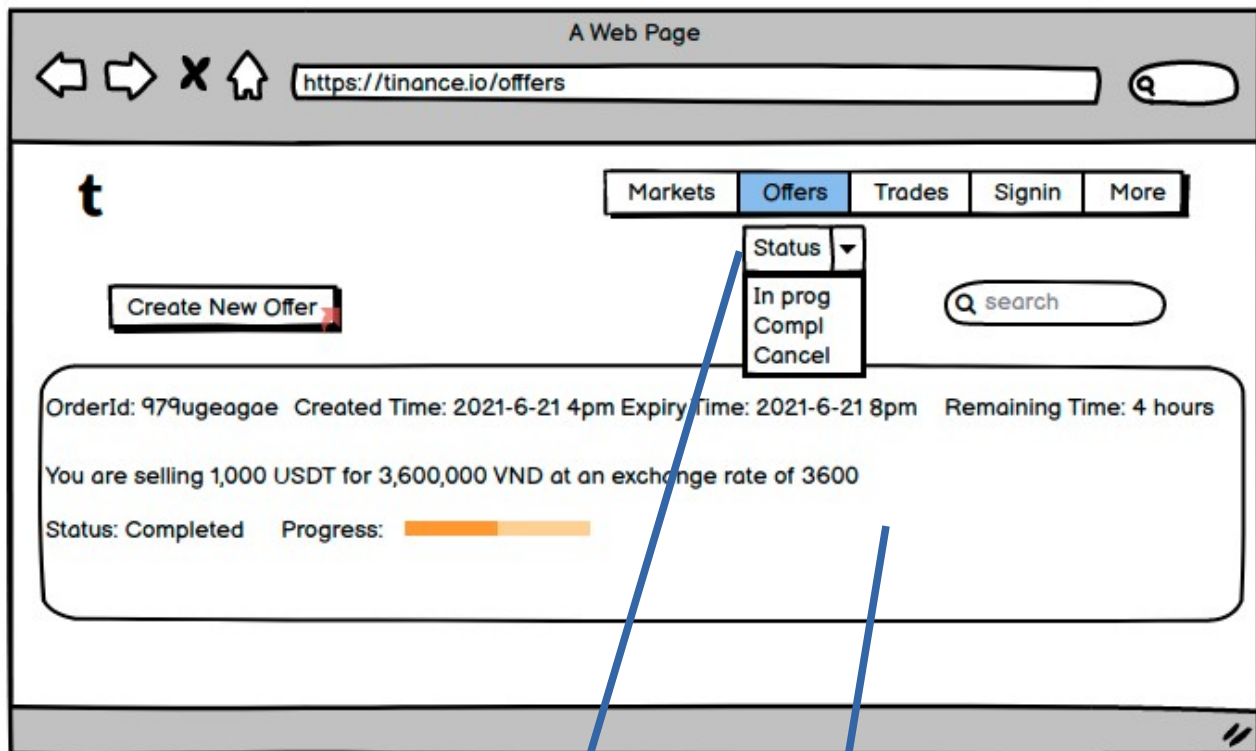 A Web Page
https://tinance.io/offfers
t
Markets Offers Trades Signin More
Status
In prog
Compl
Cancel
Create New Offer
search
OrderId: 979ugeagae Created Time: 2021-6-21 4pm Expiry Time: 2021-6-21 8pm Remaining Time: 4 hours
You are selling 1,000 USDT for 3,600,000 VND at an exchange rate of 3600
Status: Completed Progress: